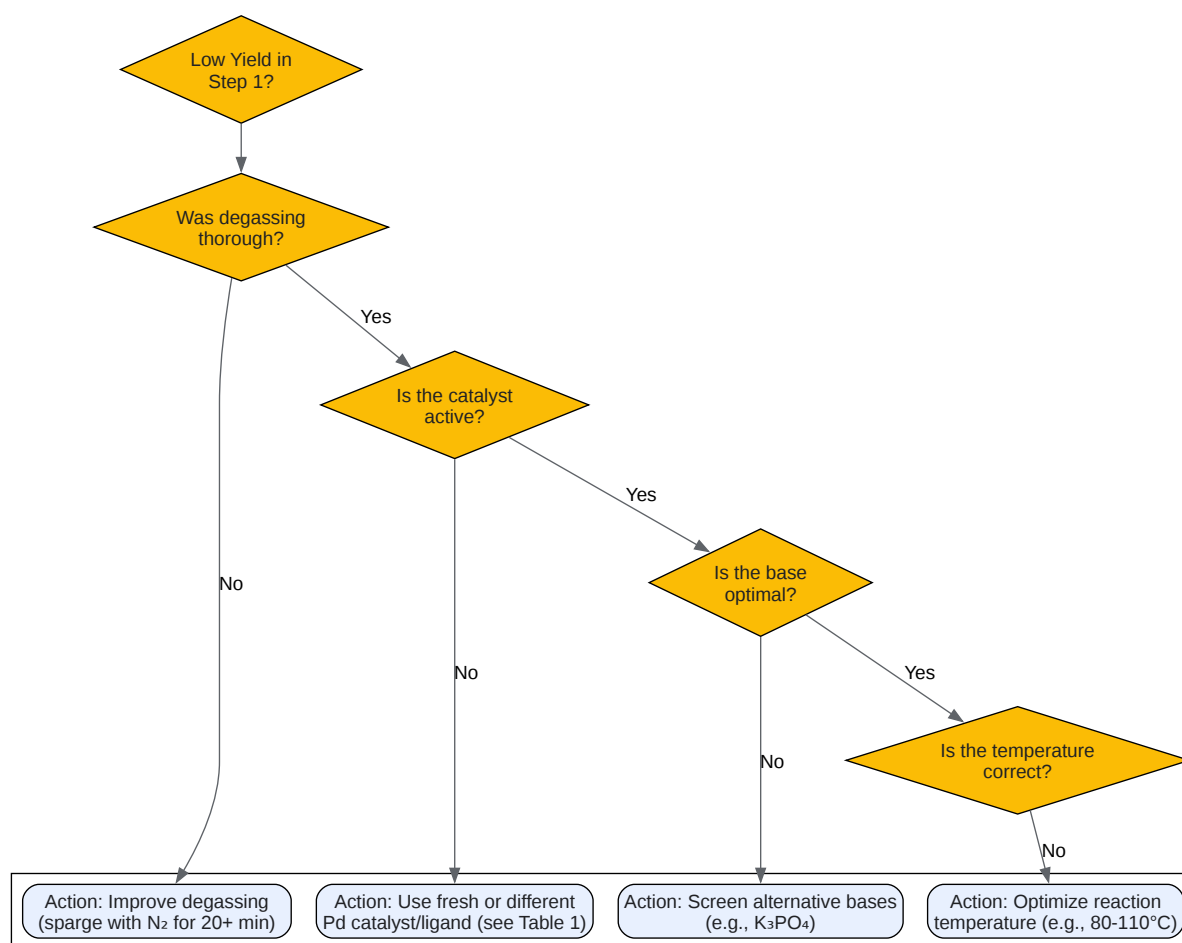 Low Yield in
Step 1?
Was degassing
thorough?
Yes
Is the catalyst
active?
Yes
Is the base
optimal?
No
Yes
No
Is the temperature
correct?
No
No
Action: Improve degassing
(sparge with N₂ for 20+ min)
Action: Use fresh or different
Pd catalyst/ligand (see Table 1)
Action: Screen alternative bases
(e.g., K₃PO₄)
Action: Optimize reaction
temperature (e.g., 80-110°C)